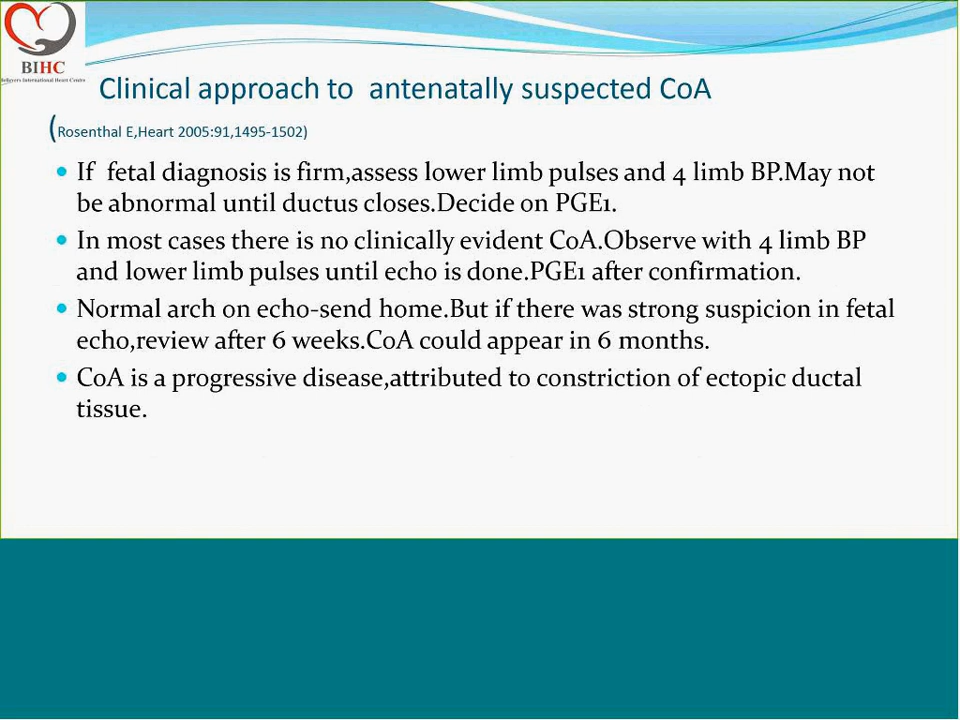 BIHC
Believers International Heart Centre
Clinical approach to  antenatally suspected CoA
(Rosenthal E,Heart 2005:91,1495-1502)
If  fetal diagnosis is firm,assess lower limb pulses and 4 limb BP.May not
be abnormal until ductus closes.Decide on PGE1.
In most cases there is no clinically evident CoA.Observe with 4 limb BP
and lower limb pulses until echo is done.PGE1 after confirmation.
Normal arch on echo-send home.But if there was strong suspicion in fetal
echo,review after 6 weeks.CoA could appear in 6 months.
CoA is a progressive disease,attributed to constriction of ectopic ductal
tissue.